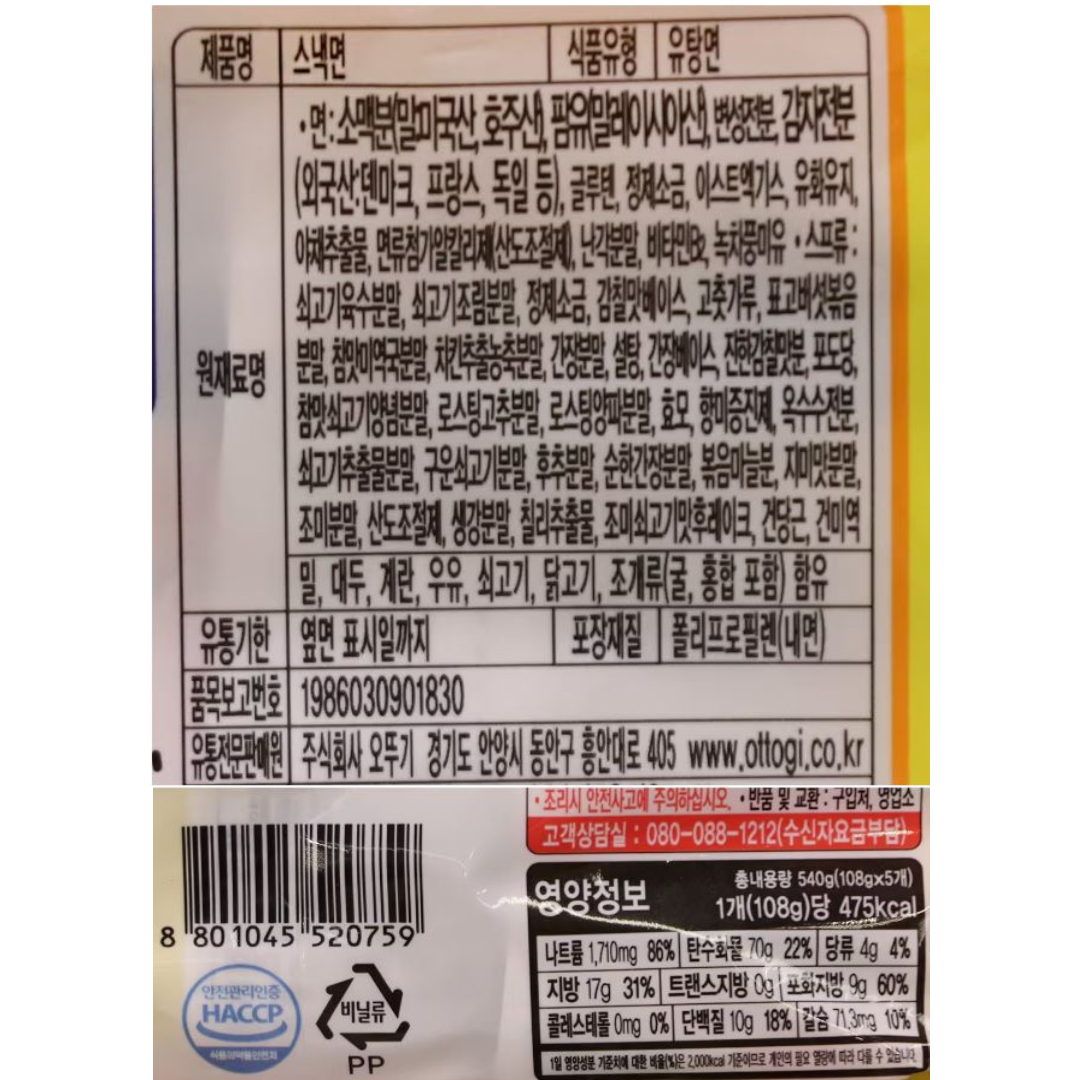 제품명 스낵면 식품유형 유탕면
•면:소맥분(밀:미국산, 호주산), 팜유(말레이시아산), 변성전분, 감자전분
(외국산:덴마크, 프랑스, 독일 등), 글루텐, 정제소금, 이스트엑기스, 유화유지,
야채추출물, 면류첨가알칼리제(산도조절제), 난각분말, 비타민B₂, 녹차풍미유 •스프류:
쇠고기육수분말, 쇠고기조림분말, 정제소금, 감칠맛베이스, 고춧가루, 표고버섯볶음
원재료명 분말, 참맛미역국분말, 치킨추출농축분말, 간장분말, 설탕, 간장베이스, 진한감칠맛분, 포도당,
참맛쇠고기양념분말, 로스팅고추분말, 로스팅양파분말, 효모, 향미증진제, 옥수수전분,
쇠고기추출물분말, 구운쇠고기분말, 후추분말, 순한간장분말, 볶음마늘분, 지미맛분말,
조미분말, 산도조절제, 생강분말, 칠리추출물, 조미쇠고기맛후레이크, 건당근, 건미역
밀, 대두, 계란, 우유, 쇠고기, 닭고기, 조개류(굴, 홍합 포함) 함유
유통기한 옆면 표시일까지 포장재질 폴리프로필렌(내면)
품목보고번호 1986030901830
유통전문판매원 주식회사 오뚜기 경기도 안양시 동안구 흥안대로 405 www.ottogi.co.kr
•조리시 안전사고에 주의하십시오. •반품 및 교환:구입처, 영업소
고객상담실:080-088-1212(수신자요금부담)
영양정보 총내용량 540g(108g×5개)
1개(108g)당 475kcal
나트륨 1,710mg 86% 탄수화물 70g 22% 당류 4g 4%
지방 17g 31% 트랜스지방 0g 포화지방 9g 60%
콜레스테롤 0mg 0% 단백질 10g 18% 칼슘 71.3mg 10%
1일 영양성분 기준치에 대한 비율(%)은 2,000kcal 기준이므로 개인의 필요 열량에 따라 다를 수 있습니다.
8 801045 520759
안전관리인증
HACCP
식품의약품안전처
비닐류
PP